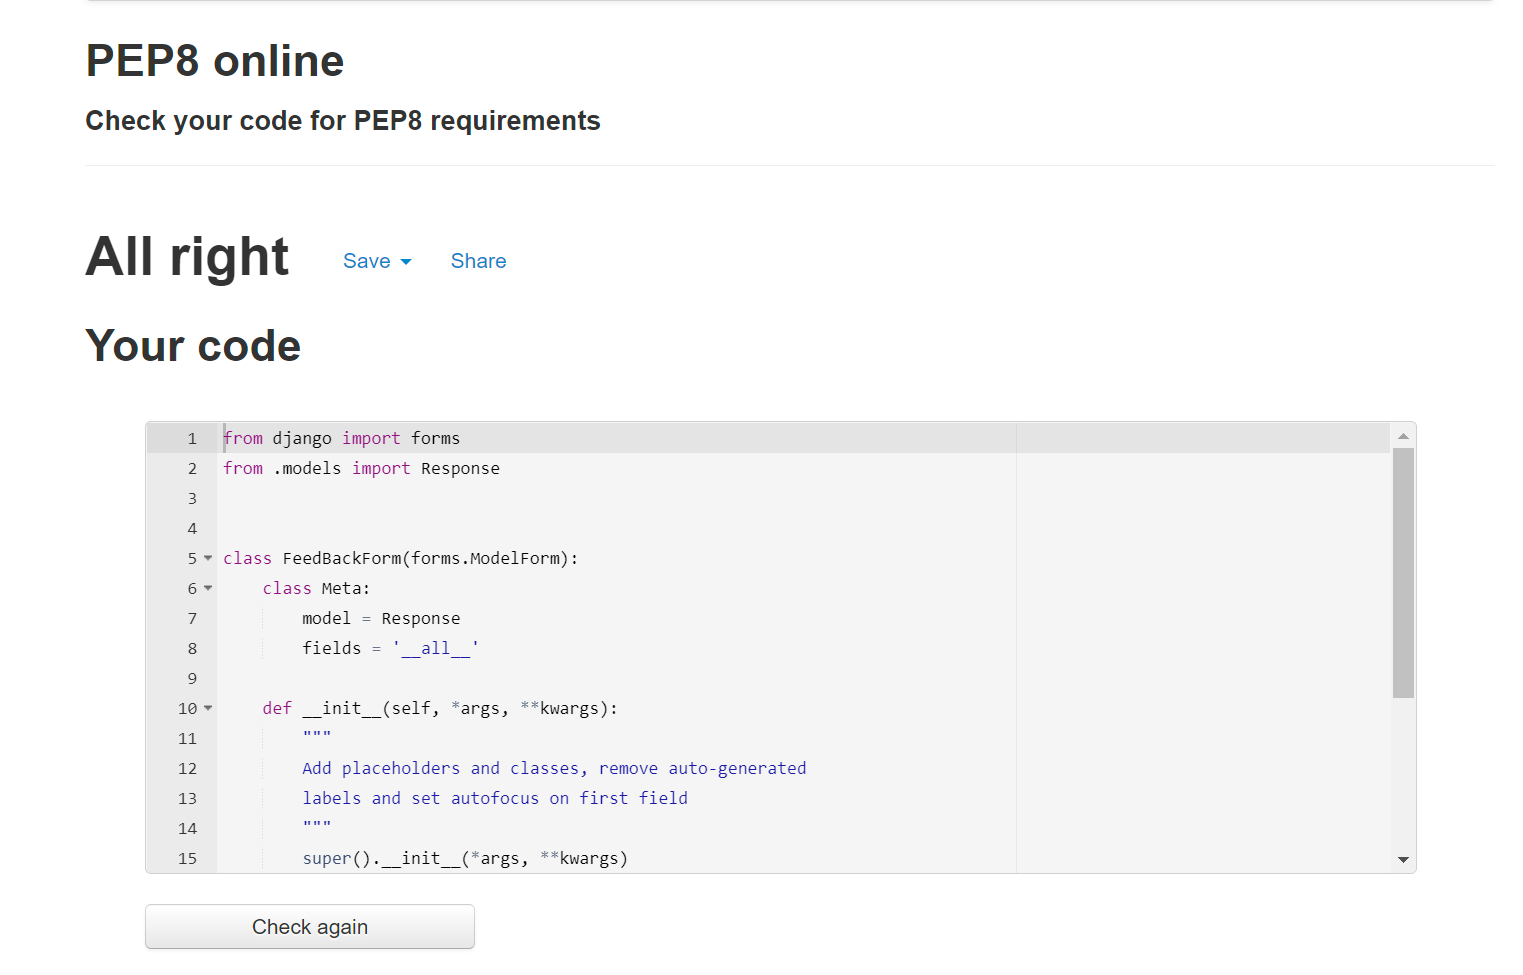 PEP8 online
Check your code for PEP8 requirements
All right Save Share
Your code
1 from django import forms
2 from .models import Response
3
4
5 class FeedBackForm(forms.ModelForm):
6     class Meta:
7         model = Response
8         fields = '__all__'
9
10     def __init__(self, *args, **kwargs):
11         """
12         Add placeholders and classes, remove auto-generated
13         labels and set autofocus on first field
14         """
15         super().__init__(*args, **kwargs)
Check again